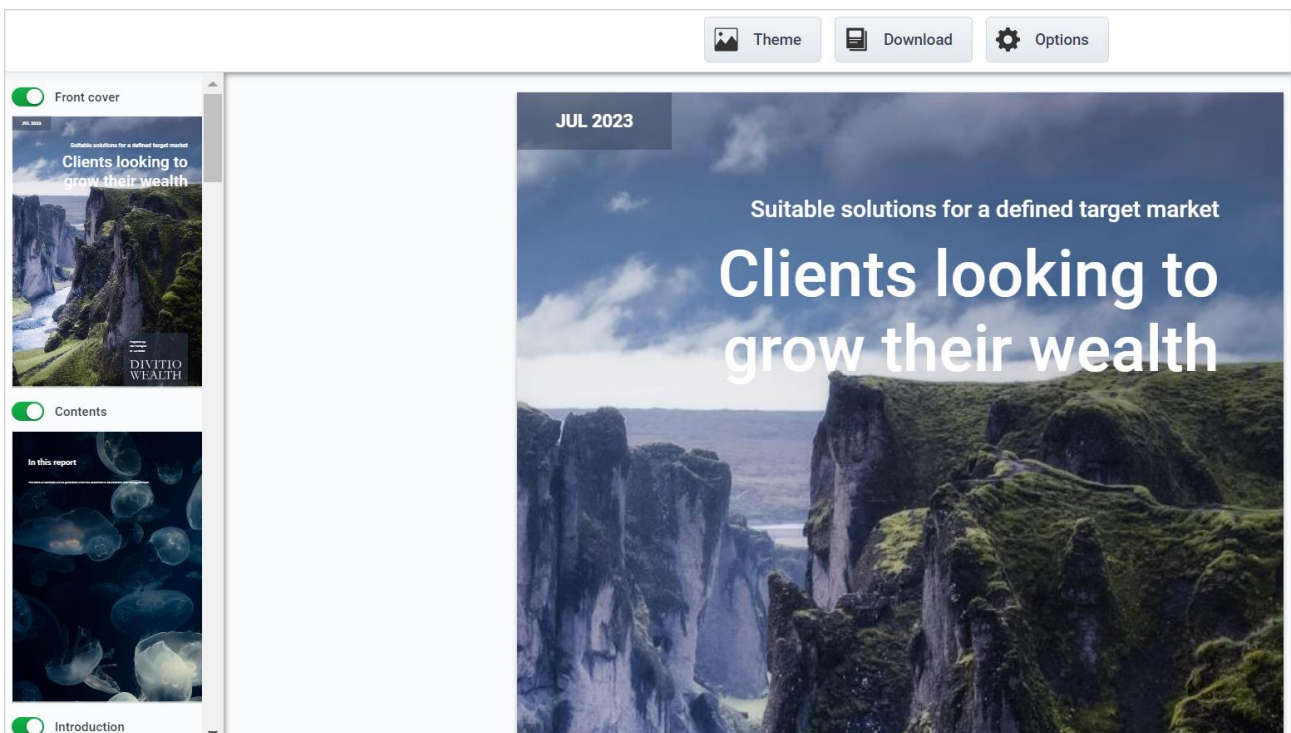 Theme
Download
Options
Front cover
JUL 2023
Suitable solutions for a defined target market
Clients looking to
grow their wealth
DIVITIO
WEALTH
Contents
In this report
Introduction
JUL 2023
Suitable solutions for a defined target market
Clients looking to
grow their wealth